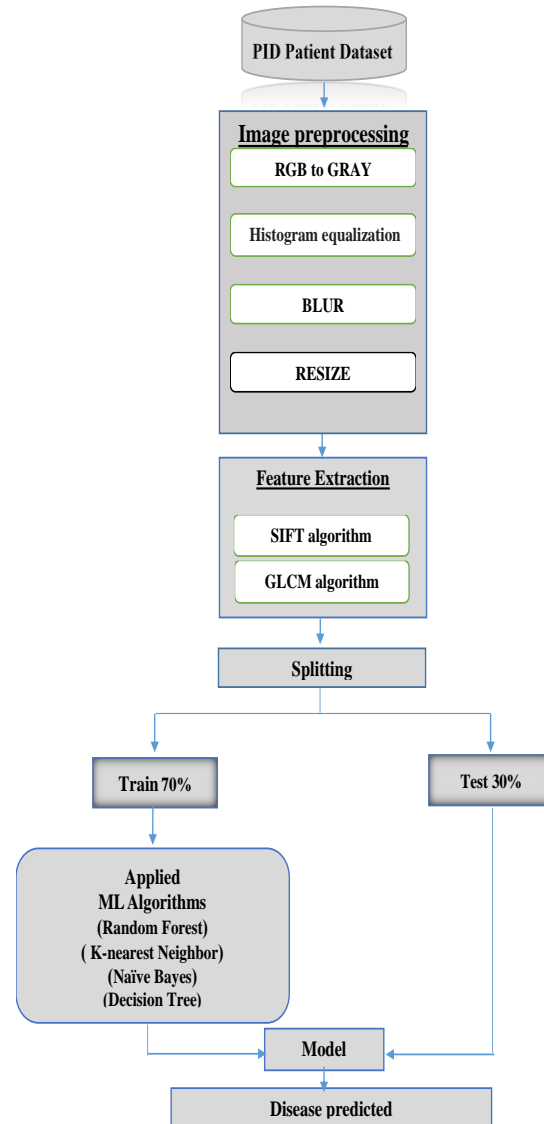 PID Patient Dataset
Image preprocessing
RGB to GRAY
Histogram equalization
BLUR
RESIZE
Feature Extraction
SIFT algorithm
GLCM algorithm
Splitting
Train 70%
Test 30%
Applied
ML Algorithms
(Random Forest)
( K-nearest Neighbor)
(Naïve Bayes)
(Decision Tree)
Model
Disease predicted